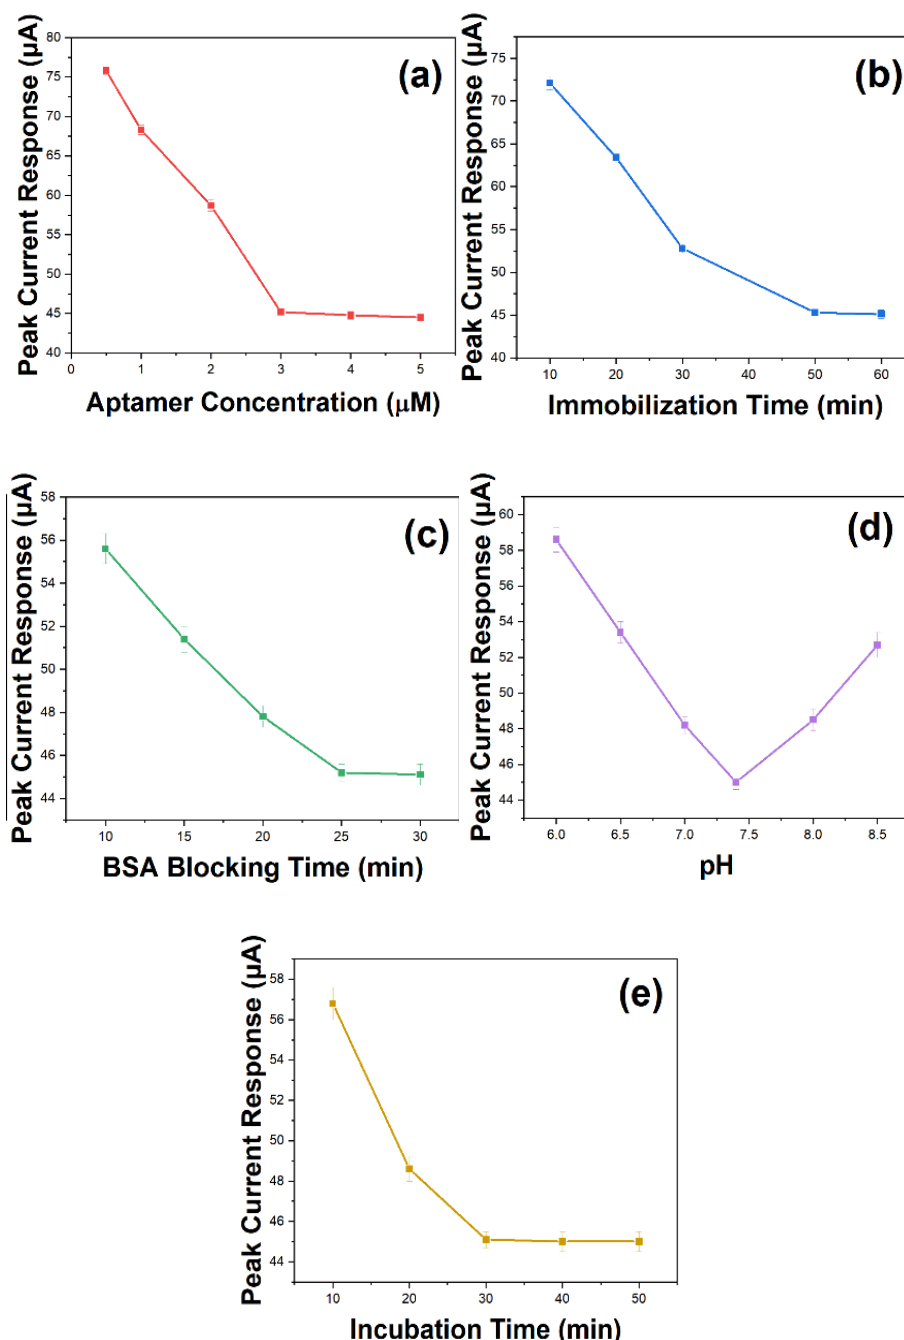 Peak Current Response (µA)
80
75
70
65
60
55
50
45
40
(a)
0 1 2 3 4 5
Aptamer Concentration (µM)
Peak Current Response (µA)
75
70
65
60
55
50
45
40
(b)
10 20 30 40 50 60
Immobilization Time (min)
Peak Current Response (µA)
58
56
54
52
50
48
46
44
(c)
10 15 20 25 30
BSA Blocking Time (min)
Peak Current Response (µA)
60
58
56
54
52
50
48
46
44
(d)
6.0 6.5 7.0 7.5 8.0 8.5
pH
Peak Current Response (µA)
58
56
54
52
50
48
46
44
(e)
10 20 30 40 50
Incubation Time (min)